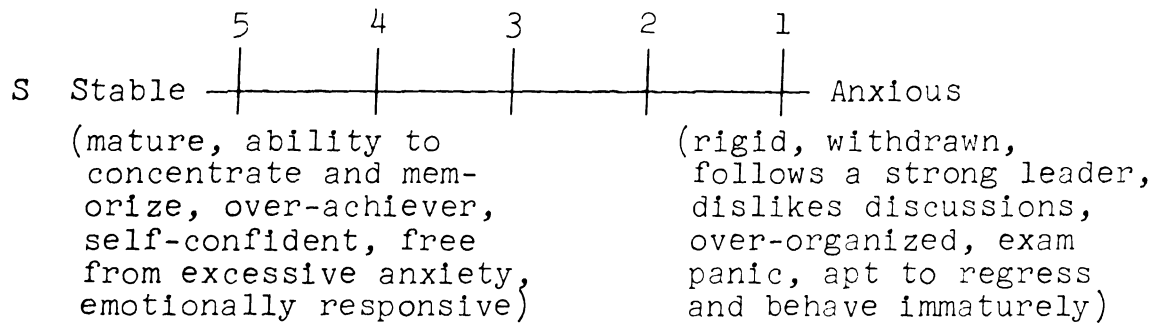 5 4 3 2 1
S Stable Anxious
(mature, ability to
concentrate and mem-
orize, over-achiever,
self-confident, free
from excessive anxiety,
emotionally responsive)
(rigid, withdrawn,
follows a strong leader,
dislikes discussions,
over-organized, exam
panic, apt to regress
and behave immaturely)